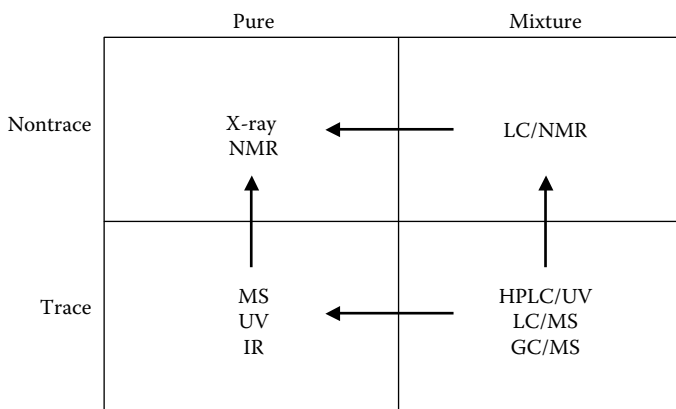 Pure Mixture
Nontrace
X-ray
NMR
LC/NMR
Trace
MS
UV
IR
HPLC/UV
LC/MS
GC/MS